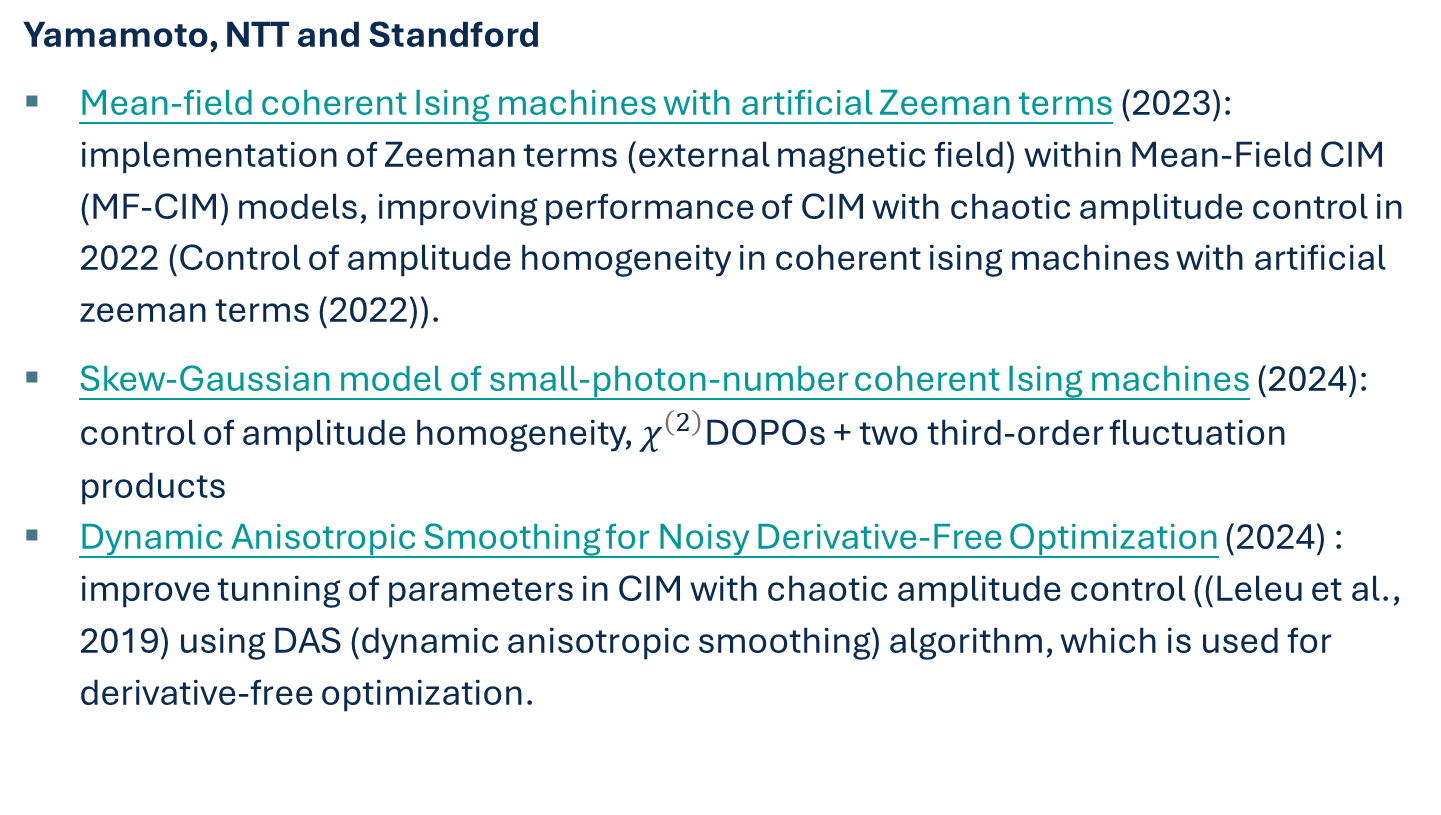 Yamamoto, NTT and Standford
▪ Mean-field coherent Ising machines with artificial Zeeman terms (2023):
implementation of Zeeman terms (external magnetic field) within Mean-Field CIM
(MF-CIM) models, improving performance of CIM with chaotic amplitude control in
2022 (Control of amplitude homogeneity in coherent ising machines with artificial
zeeman terms (2022)).
▪ Skew-Gaussian model of small-photon-number coherent Ising machines (2024):
control of amplitude homogeneity, χ⁽²⁾DOPOs + two third-order fluctuation
products
▪ Dynamic Anisotropic Smoothing for Noisy Derivative-Free Optimization (2024) :
improve tunning of parameters in CIM with chaotic amplitude control ((Leleu et al.,
2019) using DAS (dynamic anisotropic smoothing) algorithm, which is used for
derivative-free optimization.